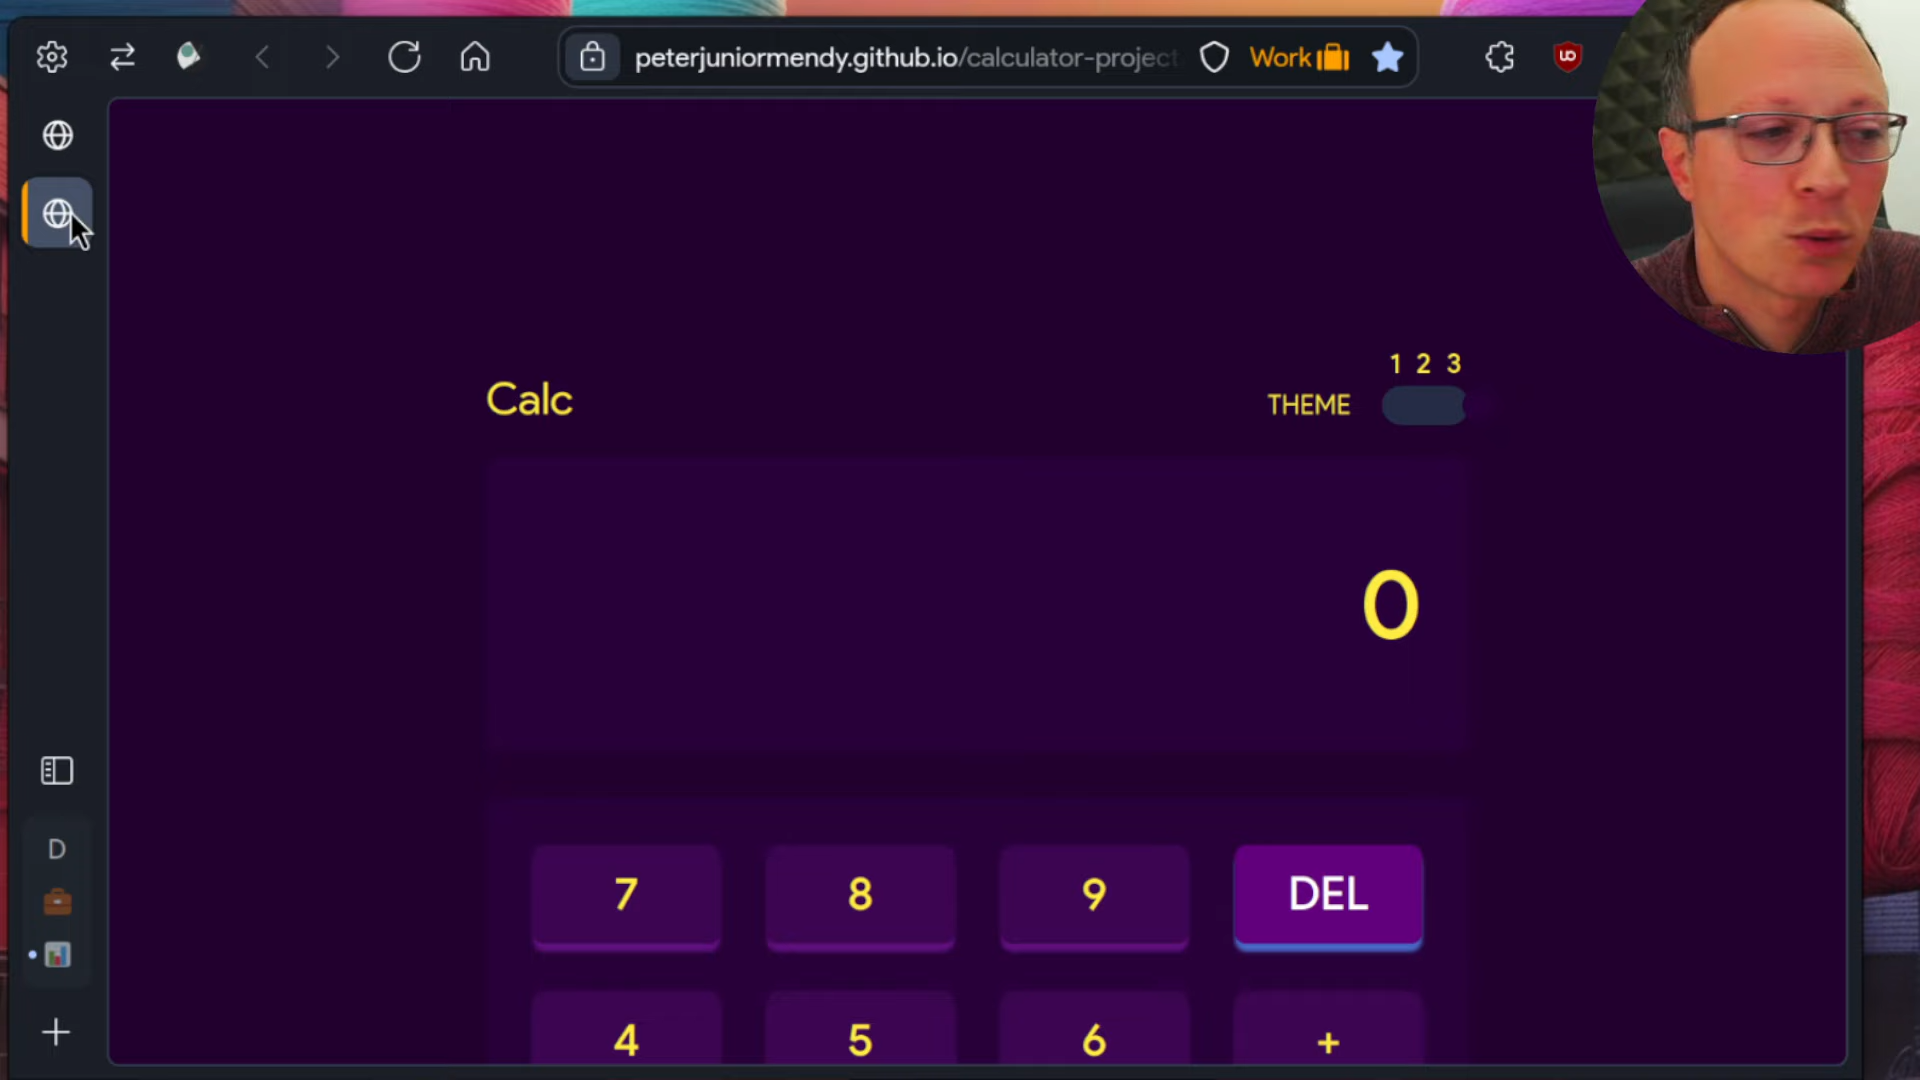 peterjuniormendy.github.io/calculator-project
Work
UD
1 2 3
Calc
THEME
0
7 8 9 DEL
4 5 6 +
D